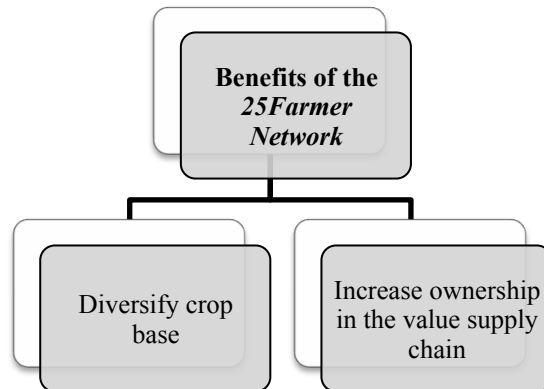 Benefits of the
25Farmer
Network
Diversify crop
base
Increase ownership
in the value supply
chain